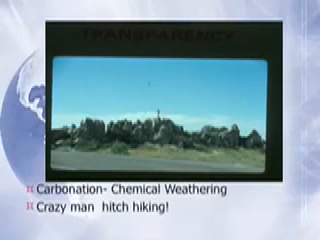 TRANSPARENCY
Carbonation- Chemical Weathering
Crazy man hitch hiking!